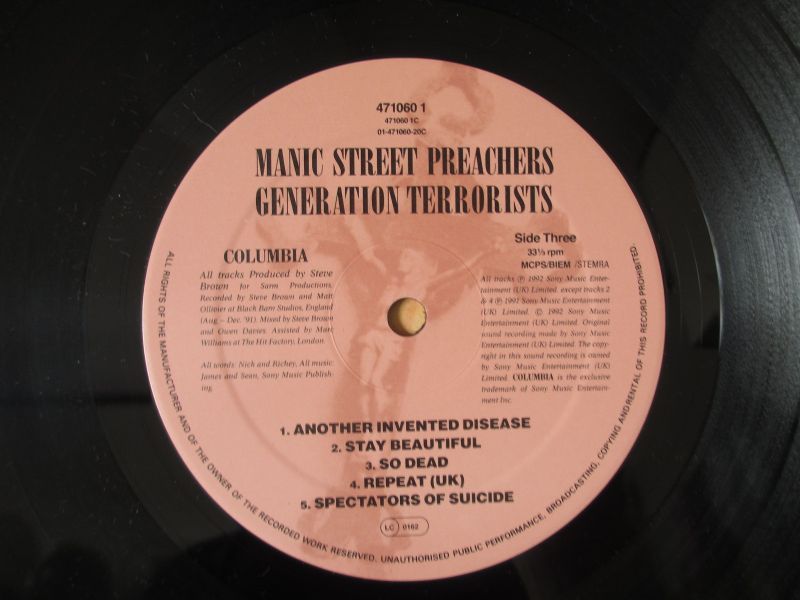 471060 1
471060 1C
01-471060-20C
MANIC STREET PREACHERS
GENERATION TERRORISTS
COLUMBIA
All tracks Produced by Steve
Brown for Sarm Productions.
Recorded by Steve Brown and Matt
Ollivier at Black Barn Studios, England
(Aug – Dec. '91). Mixed by Steve Brown
and Owen Davies. Assisted by Matt
Williams at The Hit Factory, London.
All words: Nick and Richey, All music:
James and Sean, Sony Music Publish-
ing.
Side Three
33⅓ rpm
MCPS/BIEM /STEMRA
All tracks ℗ 1992 Sony Music Enter-
tainment (UK) Limited. except tracks 2
& 4 ℗ 1991 Sony Music Entertainment
(UK) Limited. © 1992 Sony Music
Entertainment (UK) Limited. Original
sound recording made by Sony Music
Entertainment (UK) Limited. The copy-
right in this sound recording is owned
by Sony Music Entertainment (UK)
Limited. COLUMBIA is the exclusive
trademark of Sony Music Entertain-
ment Inc.
1. ANOTHER INVENTED DISEASE
2. STAY BEAUTIFUL
3. SO DEAD
4. REPEAT (UK)
5. SPECTATORS OF SUICIDE
LC 0162
ALL RIGHTS OF THE MANUFACTURER AND OF THE OWNER OF THE RECORDED WORK RESERVED. UNAUTHORISED PUBLIC PERFORMANCE, BROADCASTING, COPYING AND RENTAL OF THIS RECORD PROHIBITED.